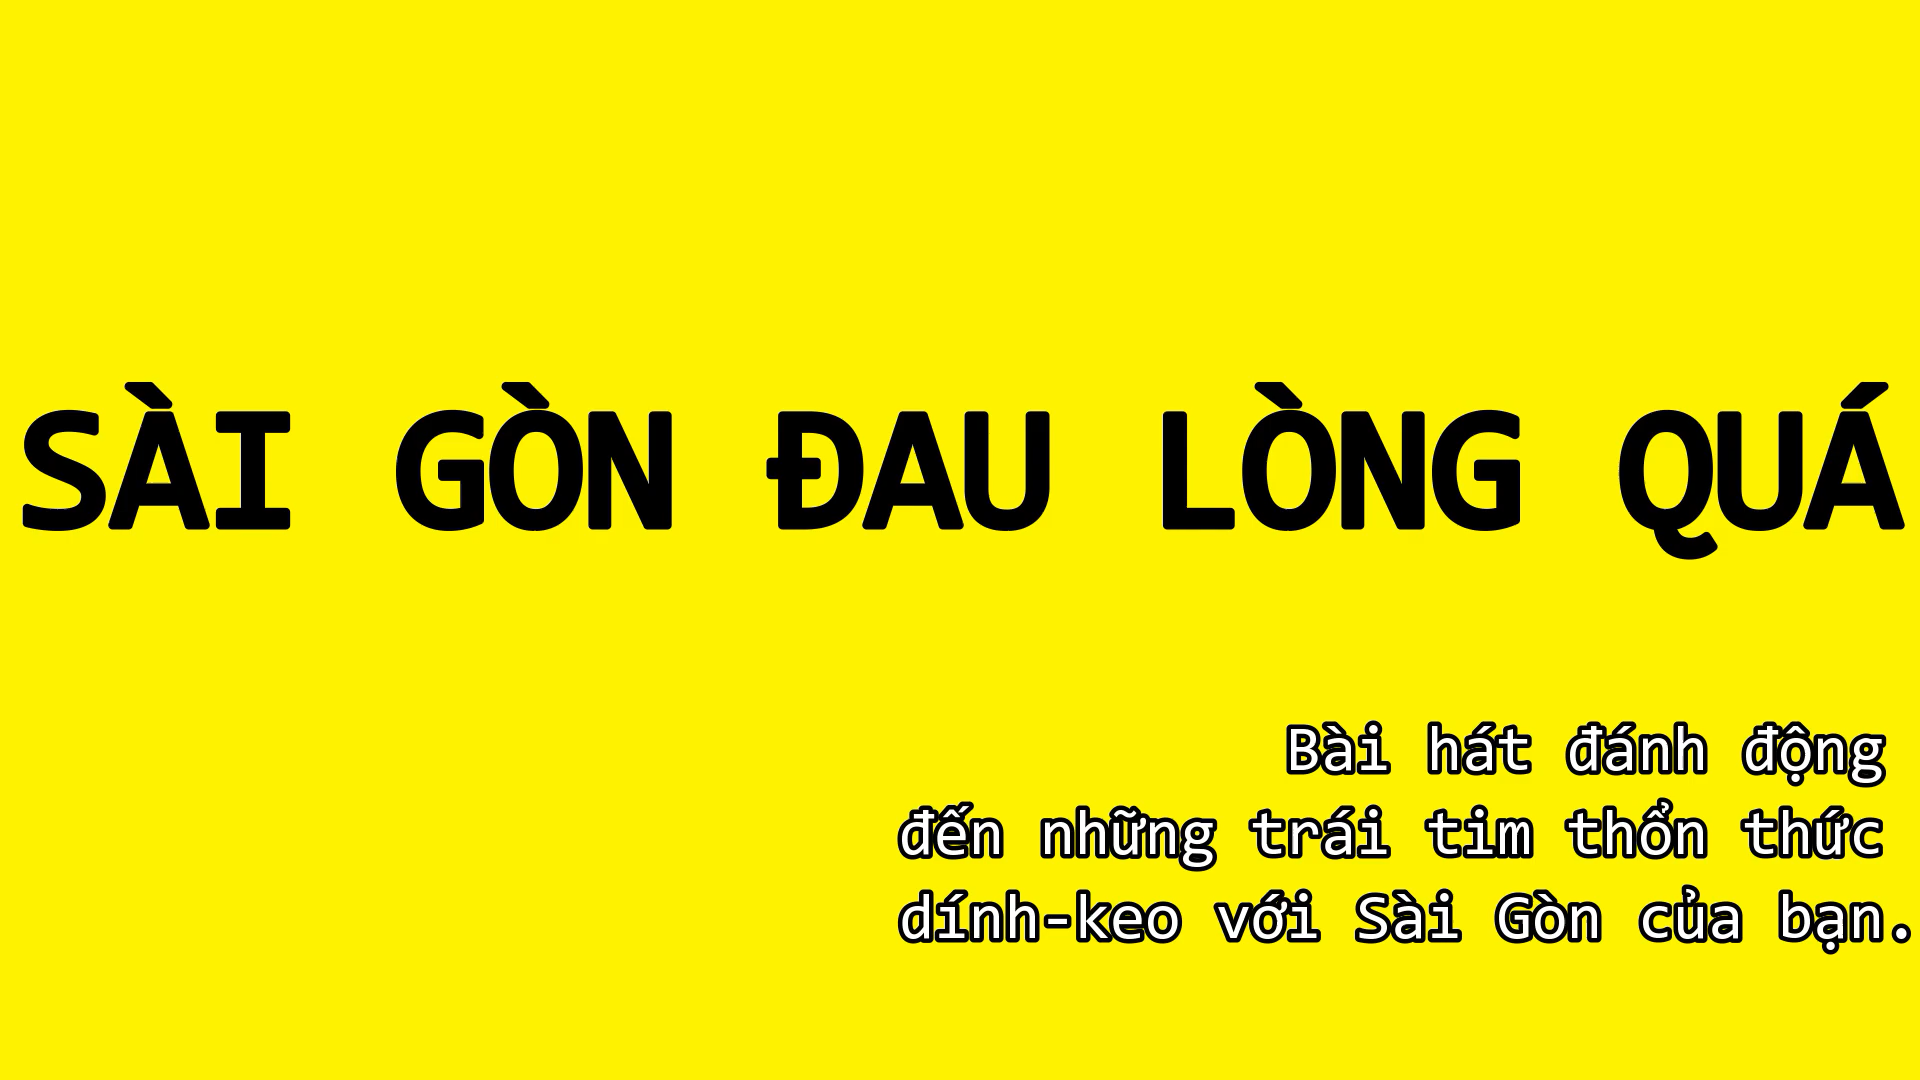 SÀI GÒN ĐAU LÒNG QUÁ
Bài hát đánh động
đến những trái tim thổn thức
dính-keo với Sài Gòn của bạn.